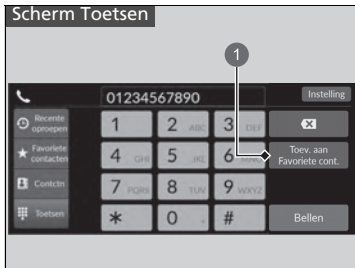 Scherm Toetsen
1
01234567890
Instelling
Recente
oproepen
1
2 ABC
3 DEF
Favoriete
contacten
4 GHI
5 JKL
6 MNO
Toev. aan
Favoriete cont.
Contctn
7 PQRS
8 TUV
9 WXYZ
Toetsen
*
0 +
#
Bellen